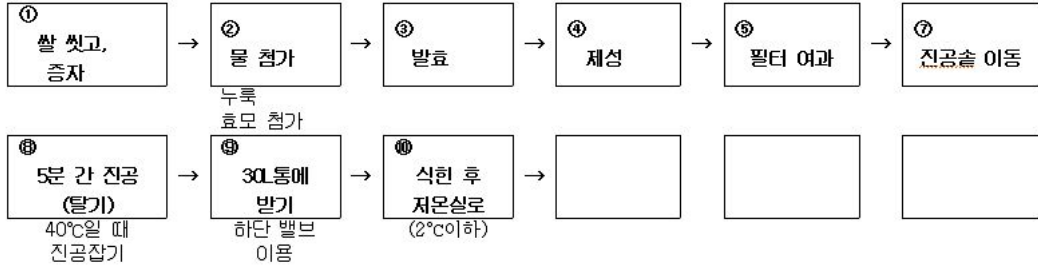 ①
쌀 씻고,
증자
→
②
물 첨가
누룩
효모 첨가
→
③
발효
→
④
제성
→
⑤
필터 여과
→
⑦
진공솥 이동
⑧
5분 간 진공
(탈기)
40℃일 때
진공잡기
→
⑨
30L통에
받기
하단 밸브
이용
→
⑩
식힌 후
저온실로
(2℃이하)
→